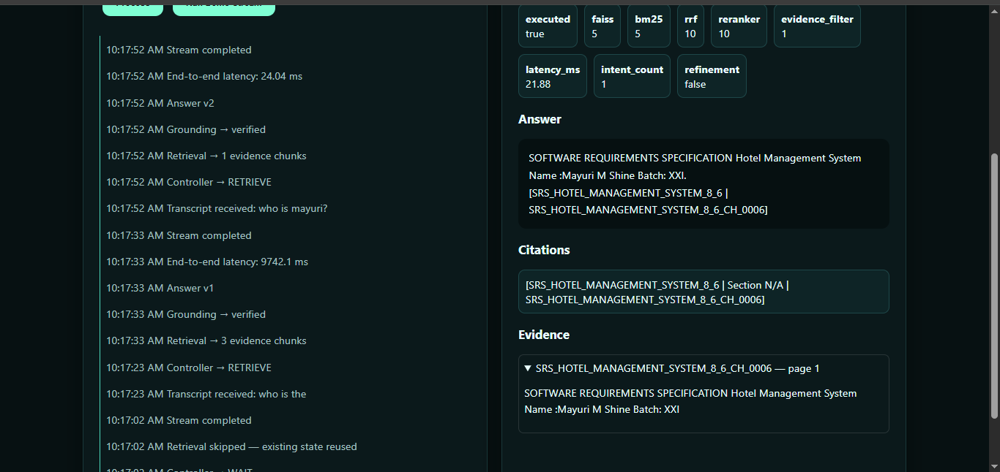 10:17:52 AM Stream completed
10:17:52 AM End-to-end latency: 24.04 ms
10:17:52 AM Answer v2
10:17:52 AM Grounding → verified
10:17:52 AM Retrieval → 1 evidence chunks
10:17:52 AM Controller → RETRIEVE
10:17:52 AM Transcript received: who is mayuri?
10:17:33 AM Stream completed
10:17:33 AM End-to-end latency: 9742.1 ms
10:17:33 AM Answer v1
10:17:33 AM Grounding → verified
10:17:33 AM Retrieval → 3 evidence chunks
10:17:23 AM Controller → RETRIEVE
10:17:23 AM Transcript received: who is the
10:17:02 AM Stream completed
10:17:02 AM Retrieval skipped — existing state reused
10:17:02 AM Controller → WAIT
executed faiss bm25 rrf reranker evidence_filter
true 5 5 10 10 1
latency_ms intent_count refinement
21.88 1 false
Answer
SOFTWARE REQUIREMENTS SPECIFICATION Hotel Management System
Name :Mayuri M Shine Batch: XXI.
[SRS_HOTEL_MANAGEMENT_SYSTEM_8_6 |
SRS_HOTEL_MANAGEMENT_SYSTEM_8_6_CH_0006]
Citations
[SRS_HOTEL_MANAGEMENT_SYSTEM_8_6 | Section N/A |
SRS_HOTEL_MANAGEMENT_SYSTEM_8_6_CH_0006]
Evidence
▼ SRS_HOTEL_MANAGEMENT_SYSTEM_8_6_CH_0006 — page 1
SOFTWARE REQUIREMENTS SPECIFICATION Hotel Management System
Name :Mayuri M Shine Batch: XXI